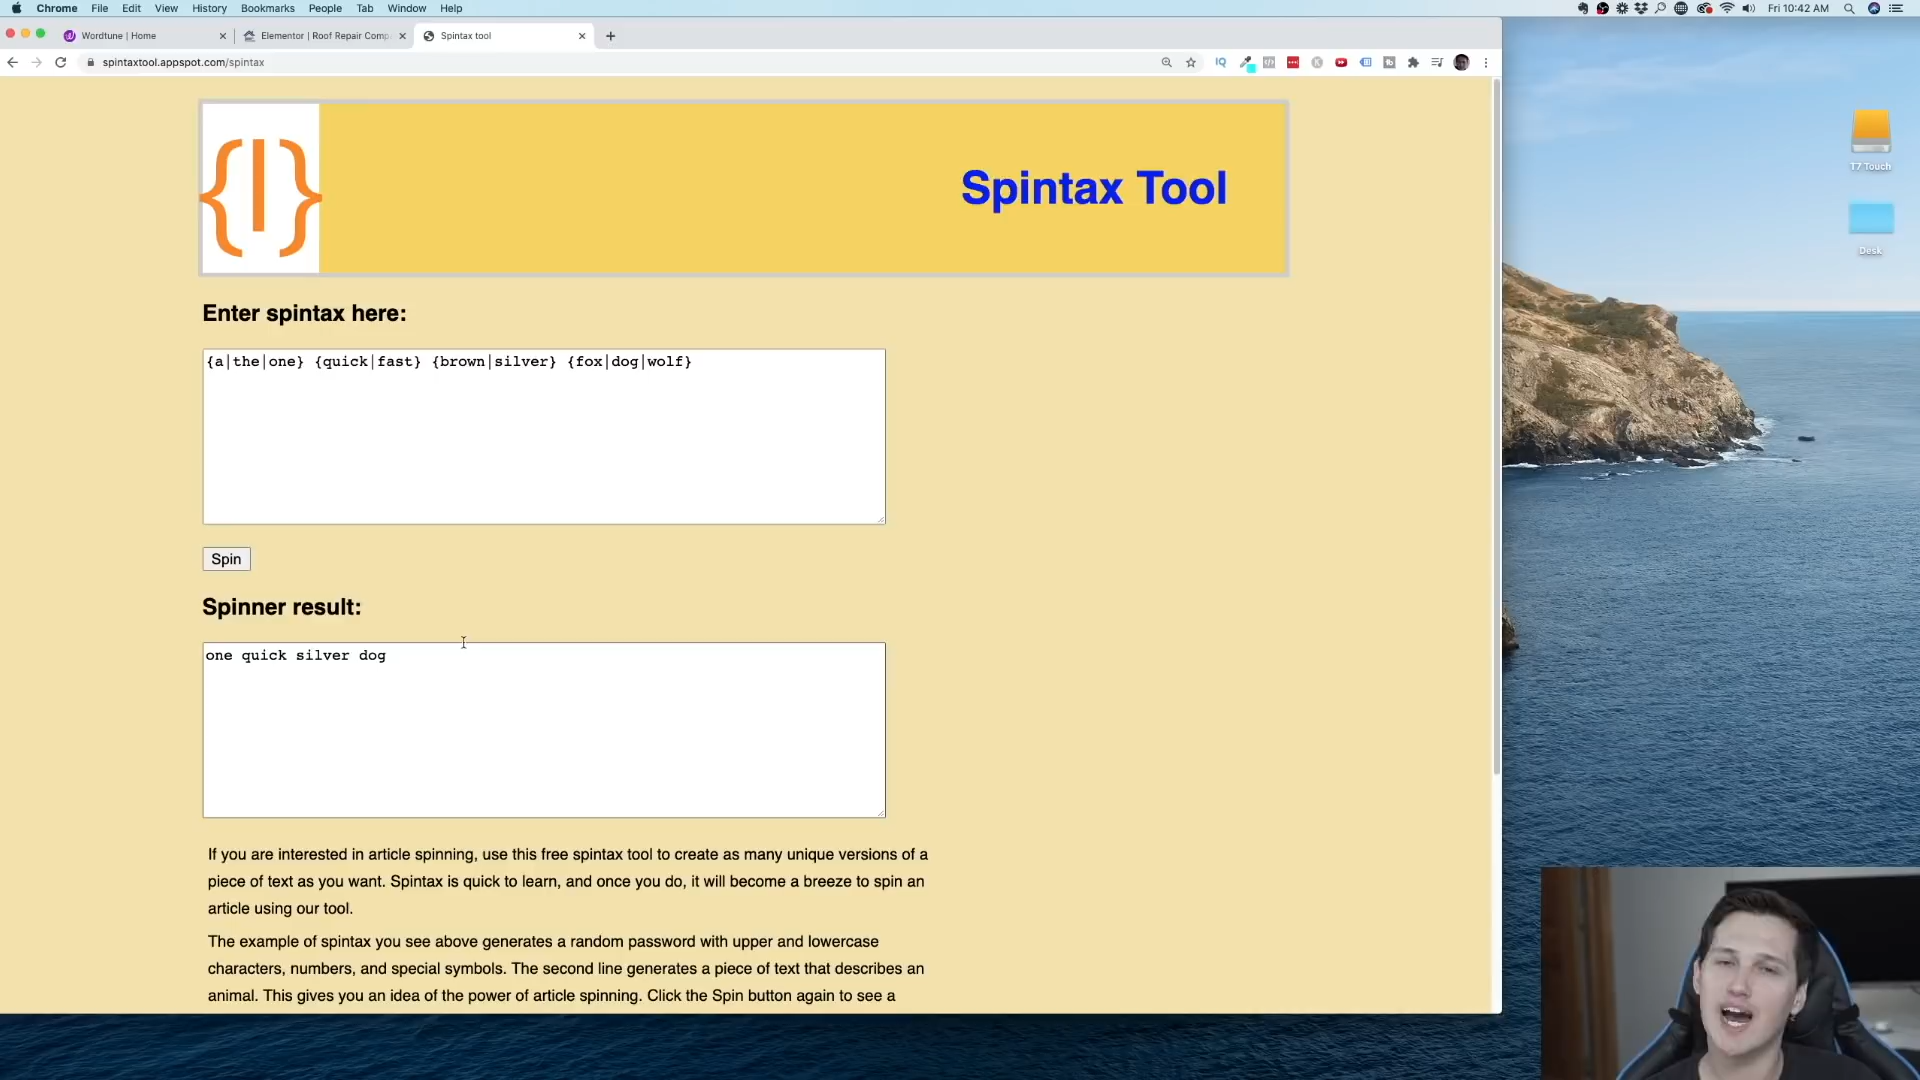 Chrome File Edit View History Bookmarks People Tab Window Help
Fri 10:42 AM
Wordtune | Home
Elementor | Roof Repair Comp
Spintax tool
spintaxtool.appspot.com/spintax
IQ
{|}
Spintax Tool
T7 Touch
Desk
Enter spintax here:
{a|the|one} {quick|fast} {brown|silver} {fox|dog|wolf}
Spin
Spinner result:
one quick silver dog
If you are interested in article spinning, use this free spintax tool to create as many unique versions of a
piece of text as you want. Spintax is quick to learn, and once you do, it will become a breeze to spin an
article using our tool.
The example of spintax you see above generates a random password with upper and lowercase
characters, numbers, and special symbols. The second line generates a piece of text that describes an
animal. This gives you an idea of the power of article spinning. Click the Spin button again to see a